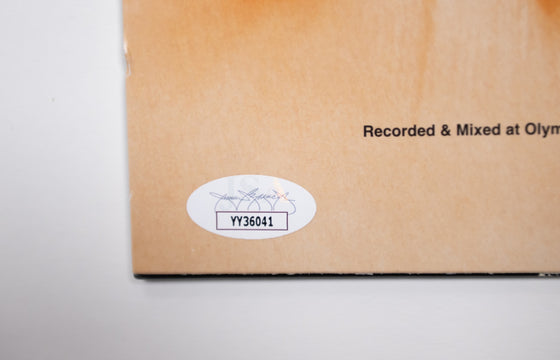 Recorded & Mixed at Olym
YY36041